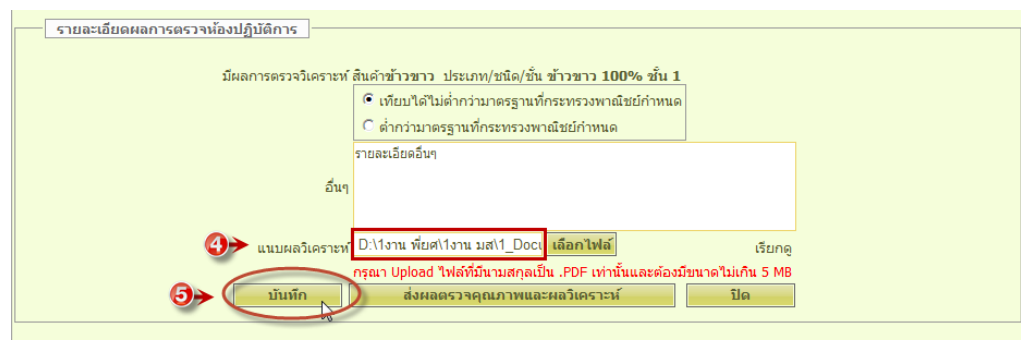 รายละเอียดผลการตรวจห้องปฏิบัติการ
มีผลการตรวจวิเคราะห์ สินค้าข้าวขาว ประเภท/ชนิด/ชั้น ข้าวขาว 100% ชั้น 1
เทียบได้ไม่ต่ำกว่ามาตรฐานที่กระทรวงพาณิชย์กำหนด
ต่ำกว่ามาตรฐานที่กระทรวงพาณิชย์กำหนด
รายละเอียดอื่นๆ
อื่นๆ
4 แนบผลวิเคราะห์ D:\1งาน พี่ยศ\1งาน มส\1_Docu เลือกไฟล์ เรียกดู
กรุณา Upload ไฟล์ที่มีนามสกุลเป็น .PDF เท่านั้นและต้องมีขนาดไม่เกิน 5 MB
5 บันทึก ส่งผลตรวจคุณภาพและผลวิเคราะห์ ปิด